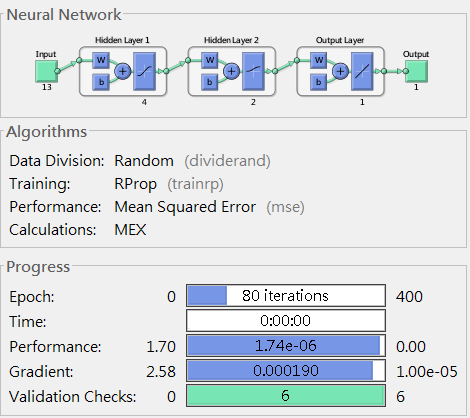 Neural Network
Hidden Layer 1 Hidden Layer 2 Output Layer
Input Output
W W W
b b b
+ + +
13 4 2 1 1
Algorithms
Data Division: Random (dividerand)
Training: RProp (trainrp)
Performance: Mean Squared Error (mse)
Calculations: MEX
Progress
Epoch: 0 80 iterations 400
Time: 0:00:00
Performance: 1.70 1.74e-06 0.00
Gradient: 2.58 0.000190 1.00e-05
Validation Checks: 0 6 6